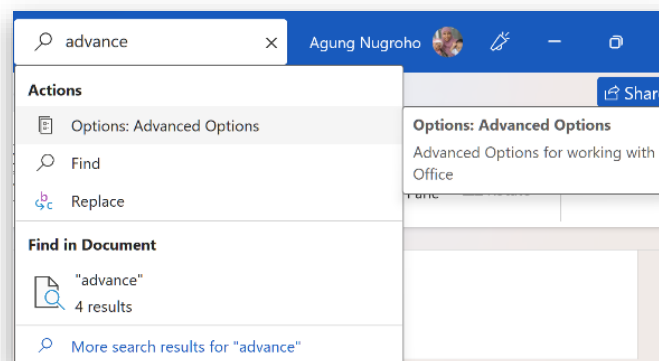 advance
Agung Nugroho
Share
Actions
Options: Advanced Options
Options: Advanced Options
Advanced Options for working with
Office
Find
Replace
Find in Document
"advance"
4 results
More search results for "advance"